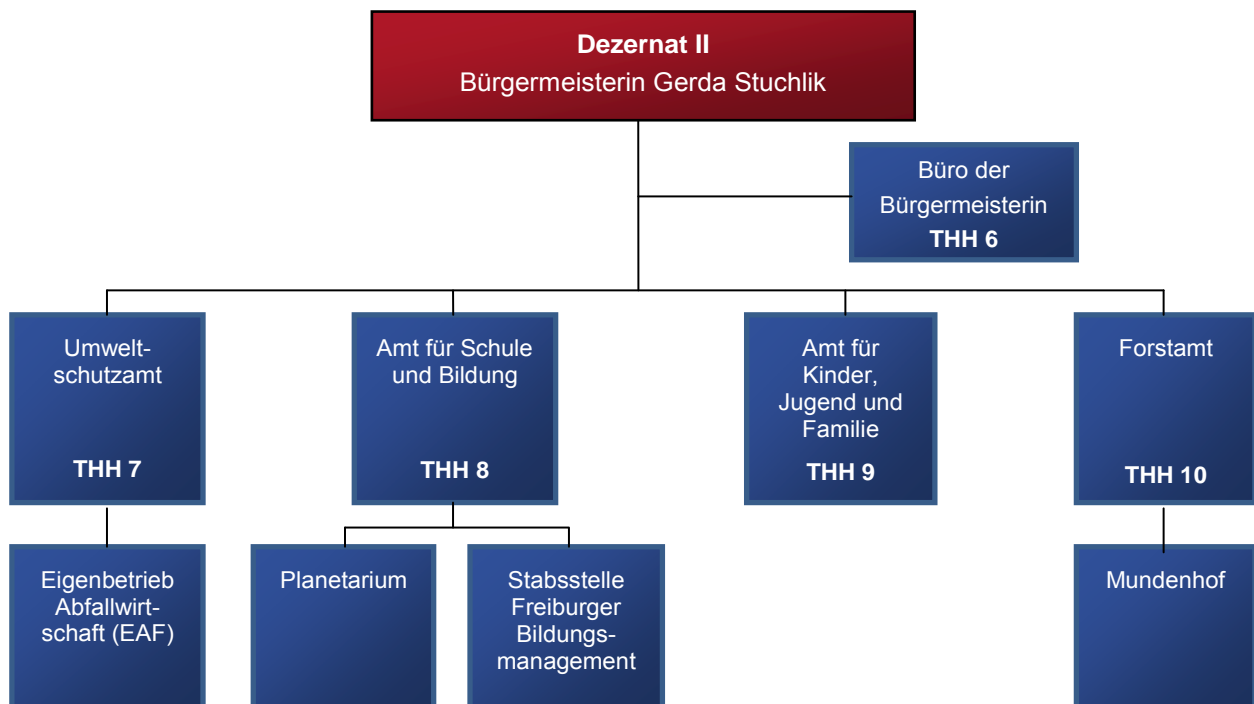 Dezernat II
Bürgermeisterin Gerda Stuchlik
Büro der
Bürgermeisterin
THH 6
Umwelt-
schutzamt
THH 7
Amt für Schule
und Bildung
THH 8
Amt für
Kinder,
Jugend und
Familie
THH 9
Forstamt
THH 10
Eigenbetrieb
Abfallwirt-
schaft (EAF)
Planetarium
Stabsstelle
Freiburger
Bildungs-
management
Mundenhof